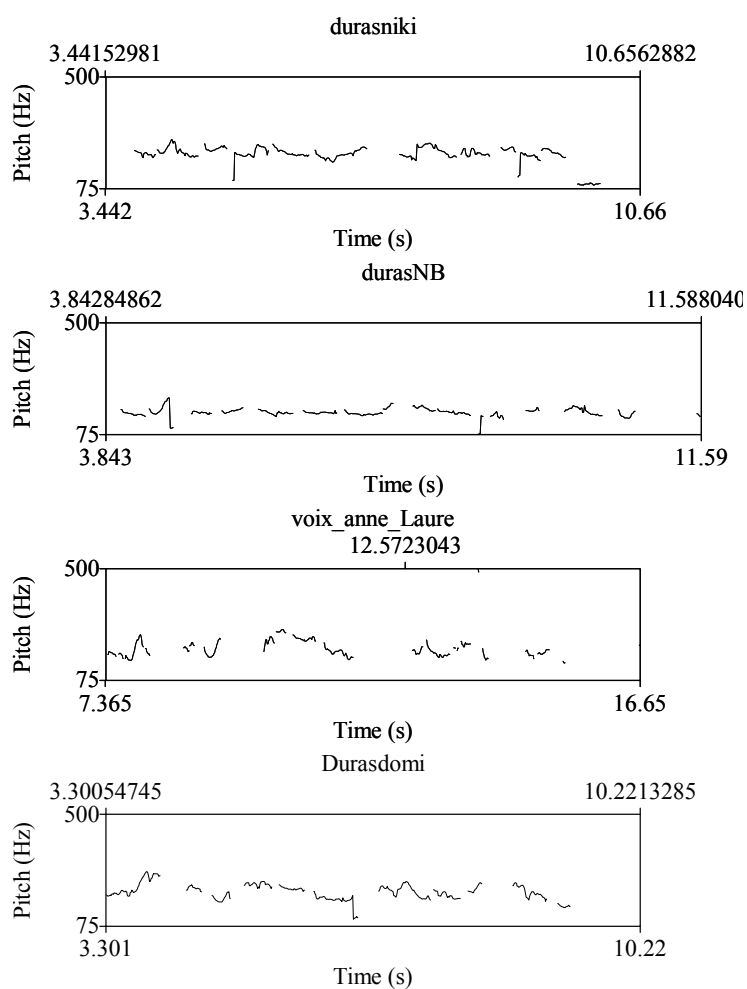 durasniki
3.44152981 10.6562882
500
Pitch (Hz)
75
3.442 10.66
Time (s)
durasNB
3.84284862 11.588040
500
Pitch (Hz)
75
3.843 11.59
Time (s)
voix_anne_Laure
12.5723043
500
Pitch (Hz)
75
7.365 16.65
Time (s)
Durasdomi
3.30054745 10.2213285
500
Pitch (Hz)
75
3.301 10.22
Time (s)